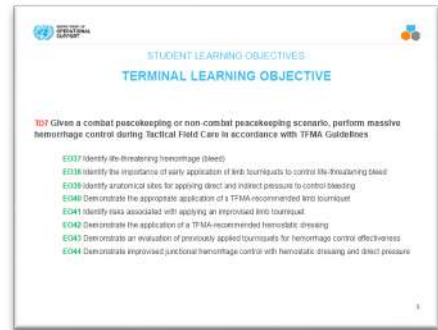 OPERATIONAL
SUPPORT
STUDENT LEARNING OBJECTIVES
TERMINAL LEARNING OBJECTIVE
TO7 Given a combat peacekeeping or non-combat peacekeeping scenario, perform massive
hemorrhage control during Tactical Field Care in accordance with TFMA Guidelines
EO37 Identify life-threatening hemorrhage (bleed)
EO38 Identify the importance of early application of limb tourniquets to control life-threatening bleed
EO39 Identify anatomical sites for applying direct and indirect pressure to control bleeding
EO40 Demonstrate the appropriate application of a TFMA-recommended limb tourniquet
EO41 Identify risks associated with applying an improvised limb tourniquet
EO42 Demonstrate the application of a TFMA-recommended hemostatic dressing
EO43 Demonstrate an evaluation of previously applied tourniquets for hemorrhage control effectiveness
EO44 Demonstrate improvised junctional hemorrhage control with hemostatic dressing and direct pressure